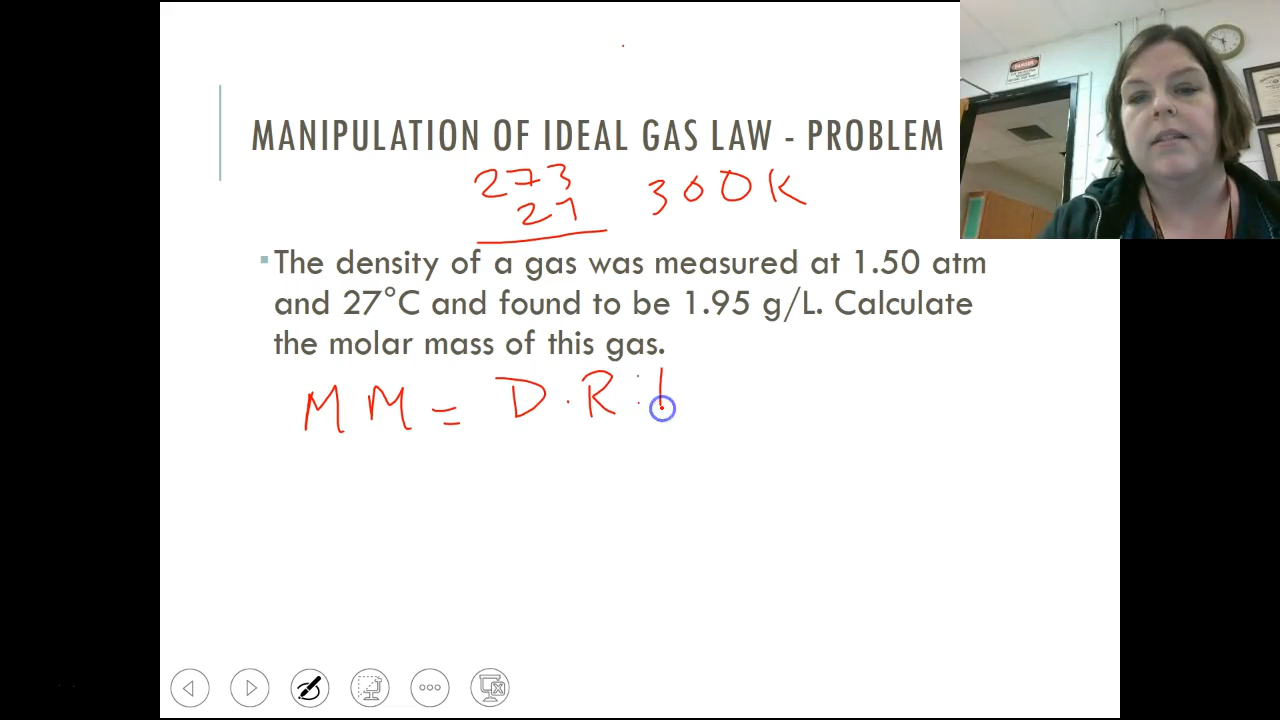 MANIPULATION OF IDEAL GAS LAW - PROBLEM
273 300K
27
▪The density of a gas was measured at 1.50 atm
and 27°C and found to be 1.95 g/L. Calculate
the molar mass of this gas.
MM = D·R·
DANGER